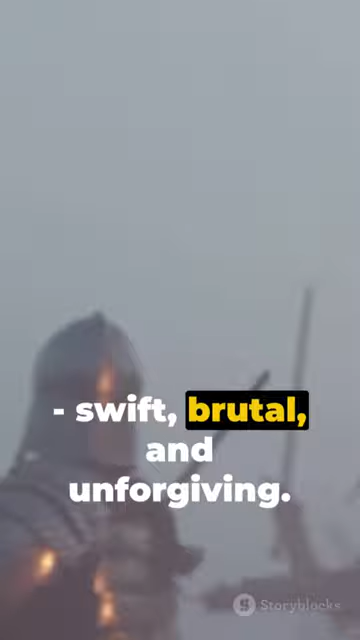 - swift, brutal,
and
unforgiving.
Storyblocks